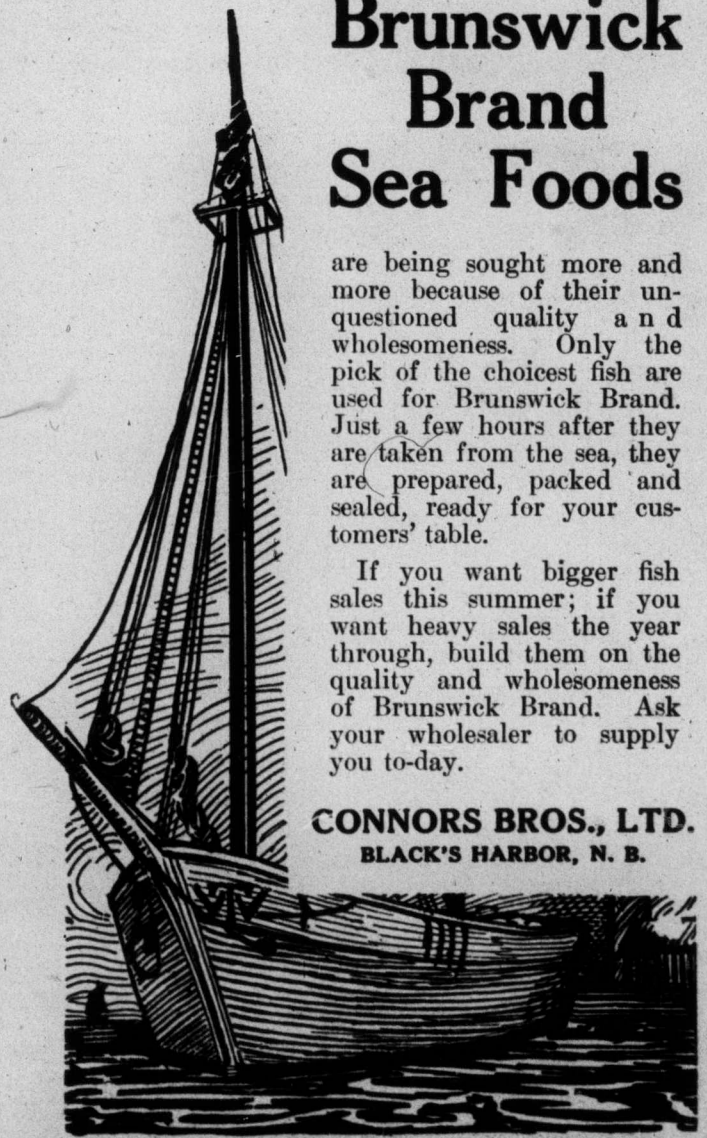 Brunswick
Brand
Sea Foods
are being sought more and
more because of their un-
questioned quality and
wholesomeness. Only the
pick of the choicest fish are
used for Brunswick Brand.
Just a few hours after they
are taken from the sea, they
are prepared, packed and
sealed, ready for your cus-
tomers' table.
If you want bigger fish
sales this summer; if you
want heavy sales the year
through, build them on the
quality and wholesomeness
of Brunswick Brand. Ask
your wholesaler to supply
you to-day.
CONNORS BROS., LTD.
BLACK'S HARBOR, N. B.